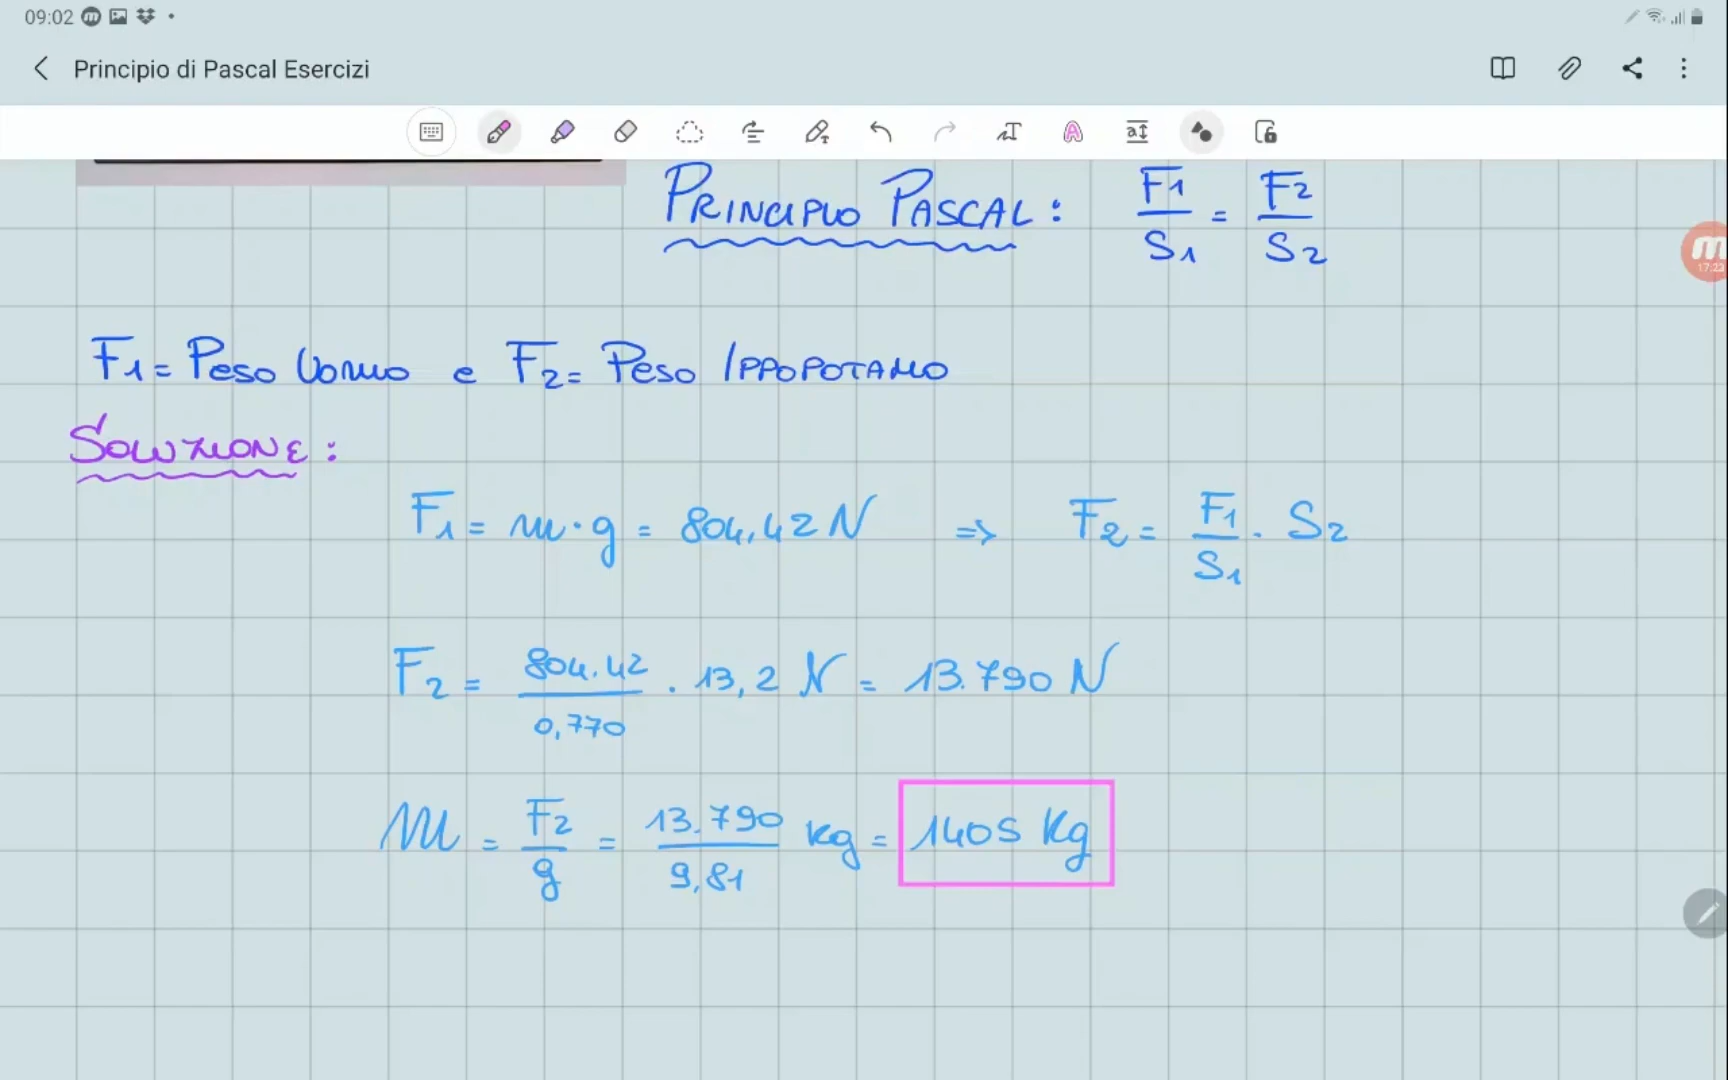 09:02
Principio di Pascal Esercizi
PRINCIPIO PASCAL: F1/S1 = F2/S2
17:23
F1 = PESO UOMO e F2 = PESO IPPOPOTAMO
SOLUZIONE:
F1 = m · g = 804,42 N ⇒ F2 = F1/S1 · S2
F2 = 804.42/0,770 · 13,2 N = 13.790 N
M = F2/g = 13.790/9,81 kg = 1405 Kg